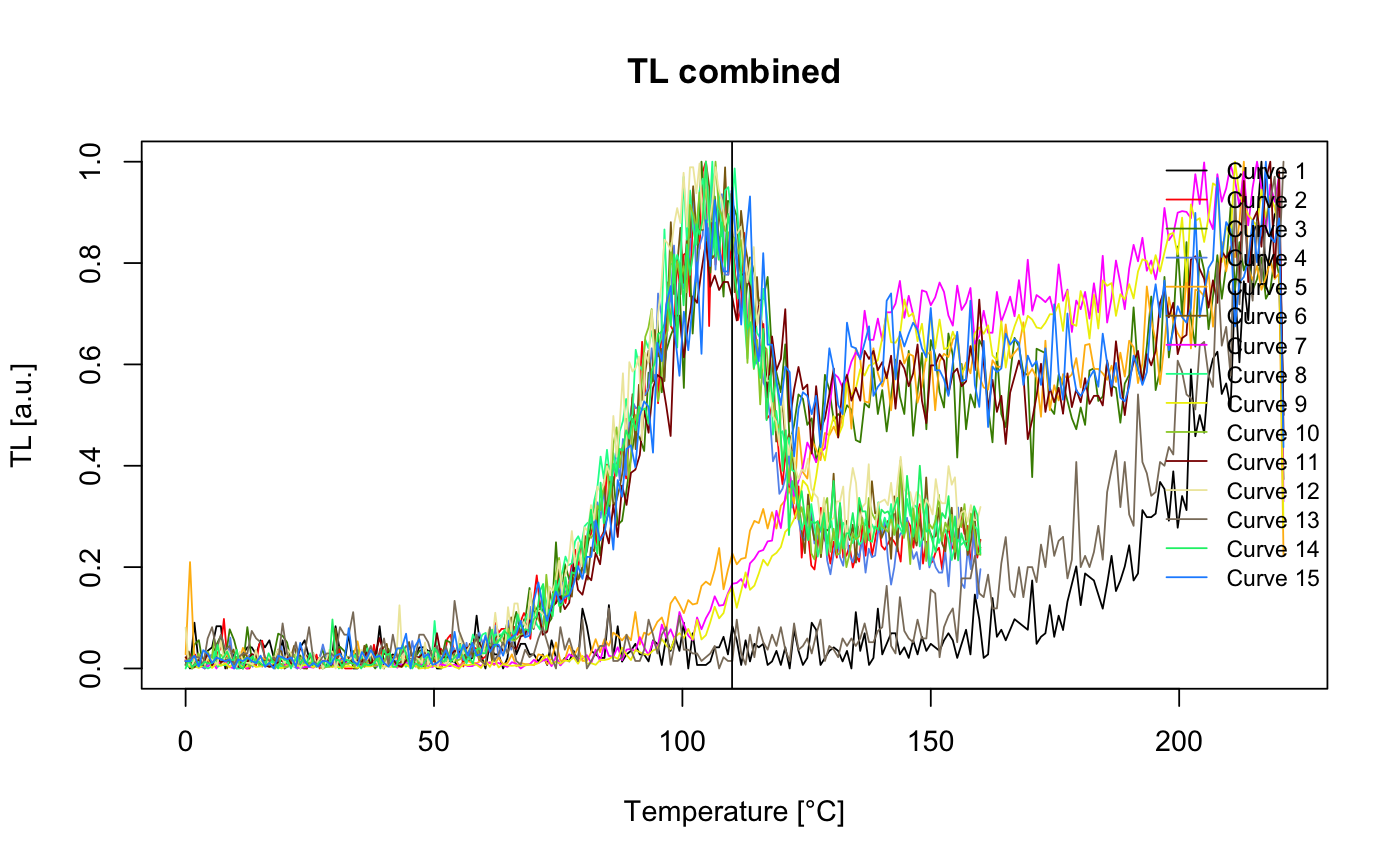 TL combined
TL [a.u.]
1.0
0.8
0.6
0.4
0.2
0.0
Curve 1
Curve 2
Curve 3
Curve 4
Curve 5
Curve 6
Curve 7
Curve 8
Curve 9
Curve 10
Curve 11
Curve 12
Curve 13
Curve 14
Curve 15
0 50 100 150 200
Temperature [°C]